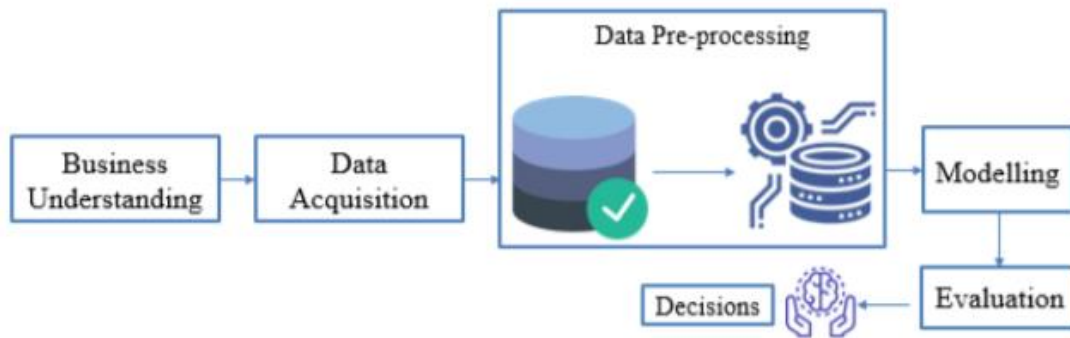 Data Pre-processing
Business
Understanding
Data
Acquisition
Modelling
Evaluation
Decisions